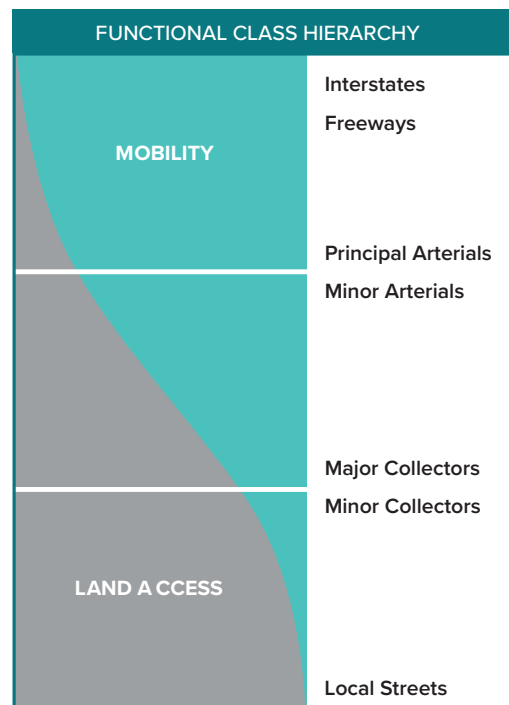 FUNCTIONAL CLASS HIERARCHY
Interstates
Freeways
MOBILITY
Principal Arterials
Minor Arterials
Major Collectors
Minor Collectors
LAND A CCESS
Local Streets